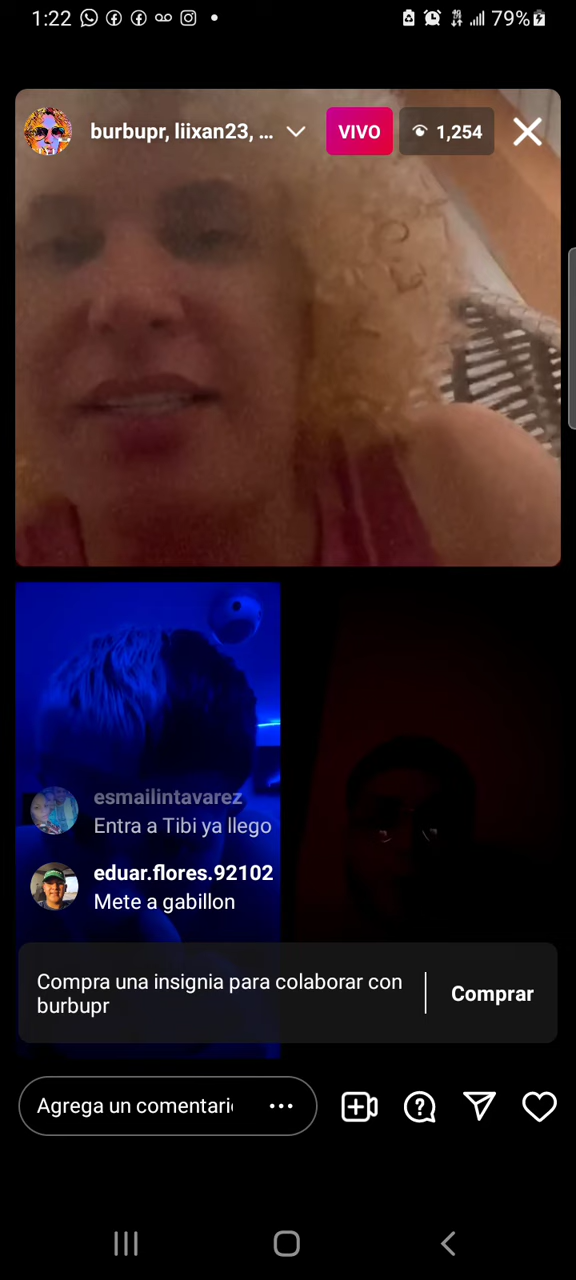 1:22 79%
burbupr, liixan23, ... VIVO 1,254
esmailintavarez
Entra a Tibi ya llego
eduar.flores.92102
Mete a gabillon
Compra una insignia para colaborar con
burbupr
Comprar
Agrega un comentari